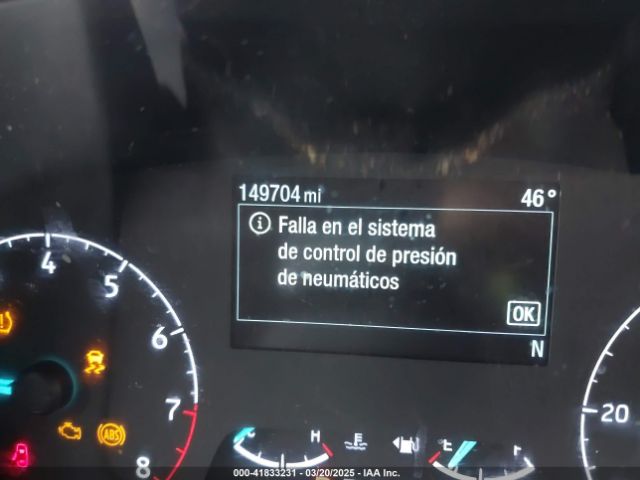 149704 mi 46°
Falla en el sistema
de control de presión
de neumáticos
OK
N
4
5
6
7
8
20
ABS
H
000-41833231 - 03/20/2025 - IAA Inc.